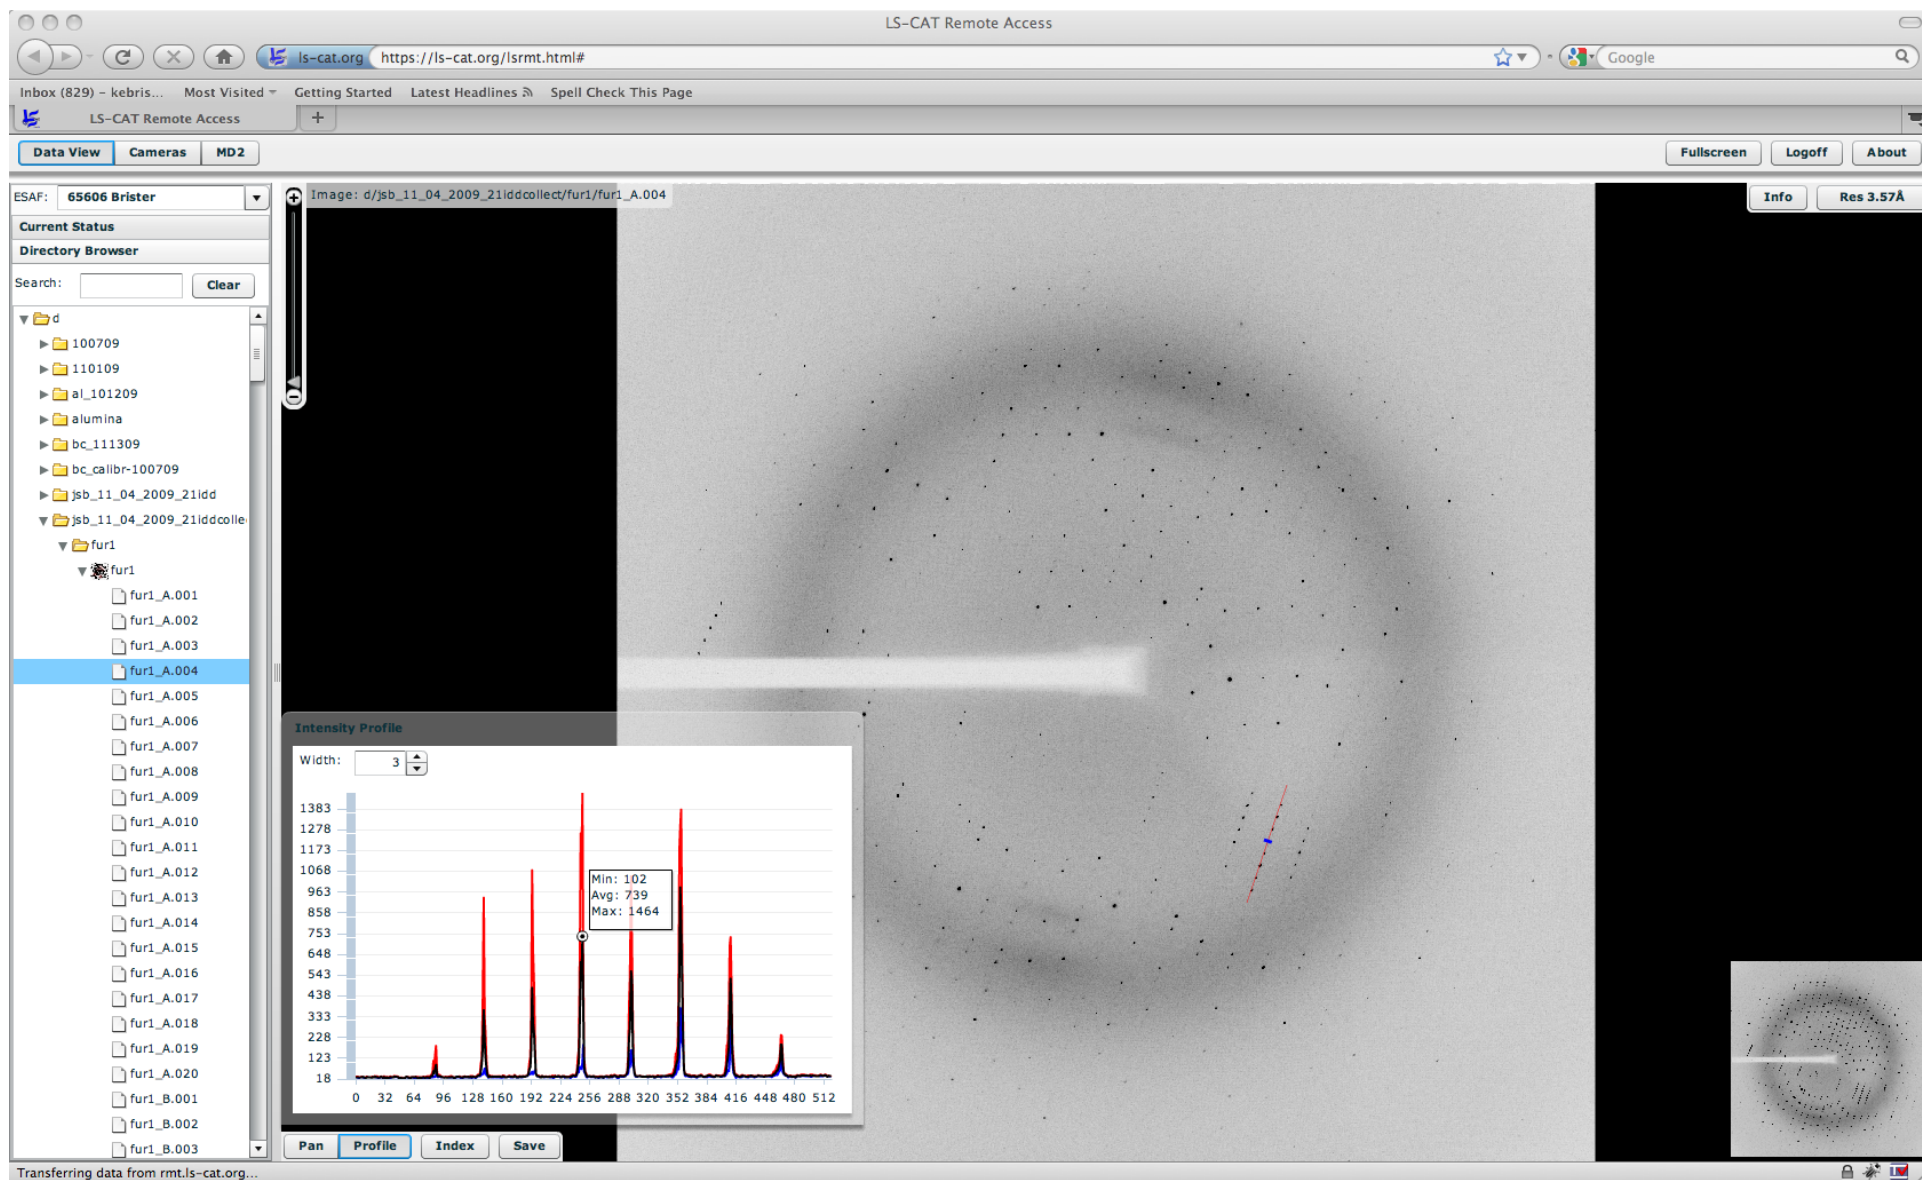 LS-CAT Remote Access
ls-cat.org https://ls-cat.org/lsrmt.html# Google
Inbox (829) – kebris... Most Visited Getting Started Latest Headlines Spell Check This Page
LS-CAT Remote Access +
Data View Cameras MD2 Fullscreen Logoff About
ESAF: 65606 Brister
Image: d/jsb_11_04_2009_21iddcollect/fur1/fur1_A.004
Info Res 3.57Å
Current Status
Directory Browser
Search: Clear
d
100709
110109
al_101209
alumina
bc_111309
bc_calibr-100709
jsb_11_04_2009_21idd
jsb_11_04_2009_21iddcolle
fur1
fur1
fur1_A.001
fur1_A.002
fur1_A.003
fur1_A.004
fur1_A.005
fur1_A.006
fur1_A.007
fur1_A.008
fur1_A.009
fur1_A.010
fur1_A.011
fur1_A.012
fur1_A.013
fur1_A.014
fur1_A.015
fur1_A.016
fur1_A.017
fur1_A.018
fur1_A.019
fur1_A.020
fur1_B.001
fur1_B.002
fur1_B.003
Intensity Profile
Width: 3
1383
1278
1173
1068
963
858
753
648
543
438
333
228
123
18
Min: 102
Avg: 739
Max: 1464
0 32 64 96 128 160 192 224 256 288 320 352 384 416 448 480 512
Pan Profile Index Save
Transferring data from rmt.ls-cat.org...